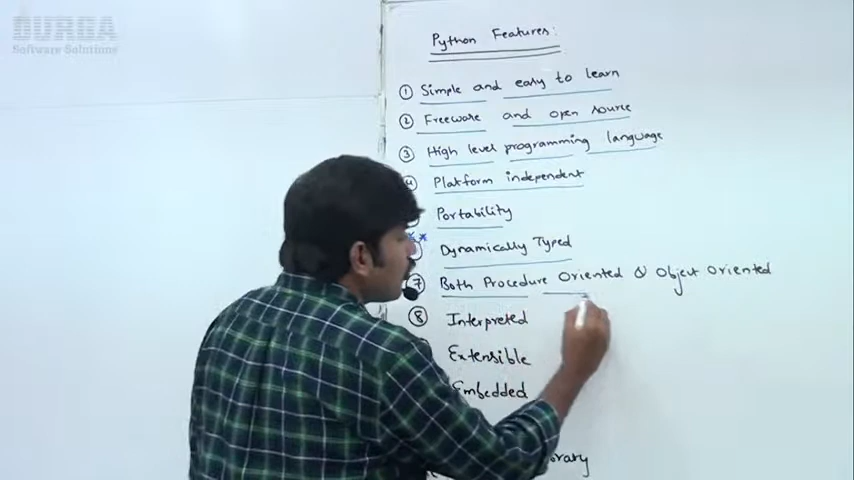 DURGA
Software Solutions
Python Features:
① Simple and easy to learn
② Freeware and open source
③ High level programming language
④ Platform independent
Portability
Dynamically Typed
⑦ Both Procedure Oriented & Object Oriented
⑧ Interpreted
Extensible
Embedded